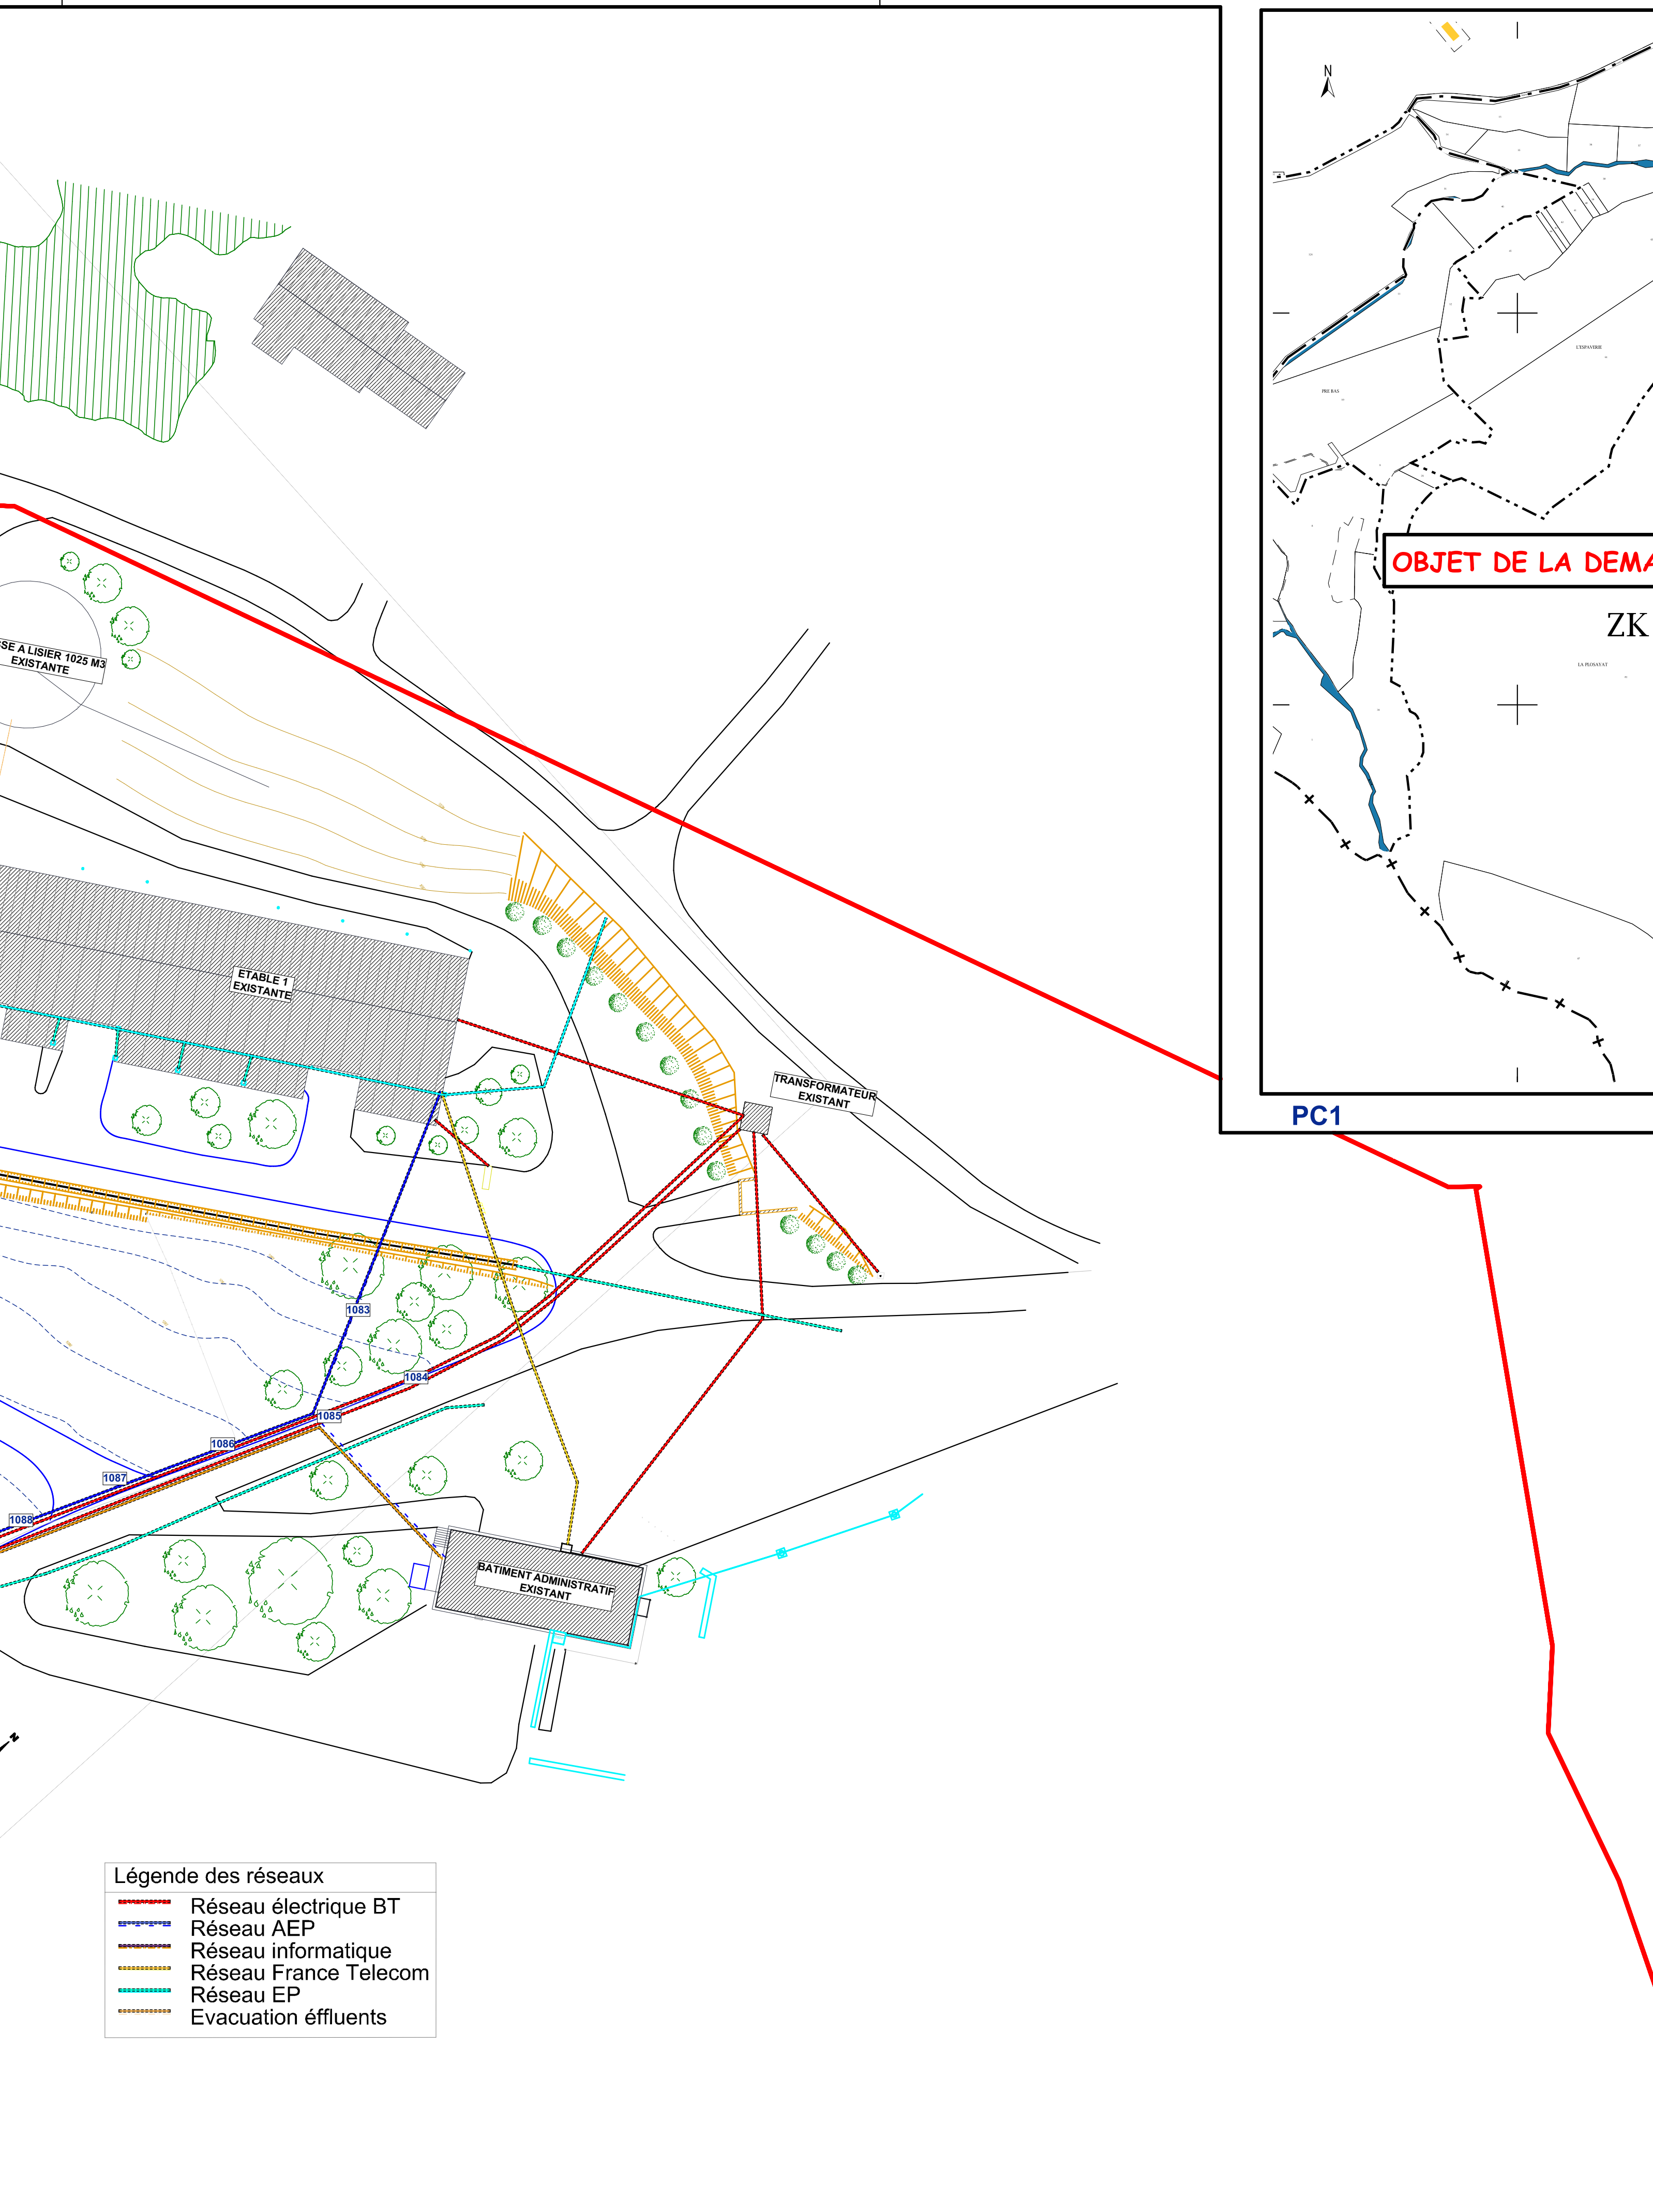 N
L'ESPAVERIE
PRE BAS
OBJET DE LA DEMA
ZK
LA PLOSAYAT
PC1
SSE A LISIER 1025 M3
EXISTANTE
ETABLE 1
EXISTANTE
TRANSFORMATEUR
EXISTANT
1083
1084
1085
1086
1087
1088
BATIMENT ADMINISTRATIF
EXISTANT
N
Légende des réseaux
Réseau électrique BT
Réseau AEP
Réseau informatique
Réseau France Telecom
Réseau EP
Evacuation éffluents